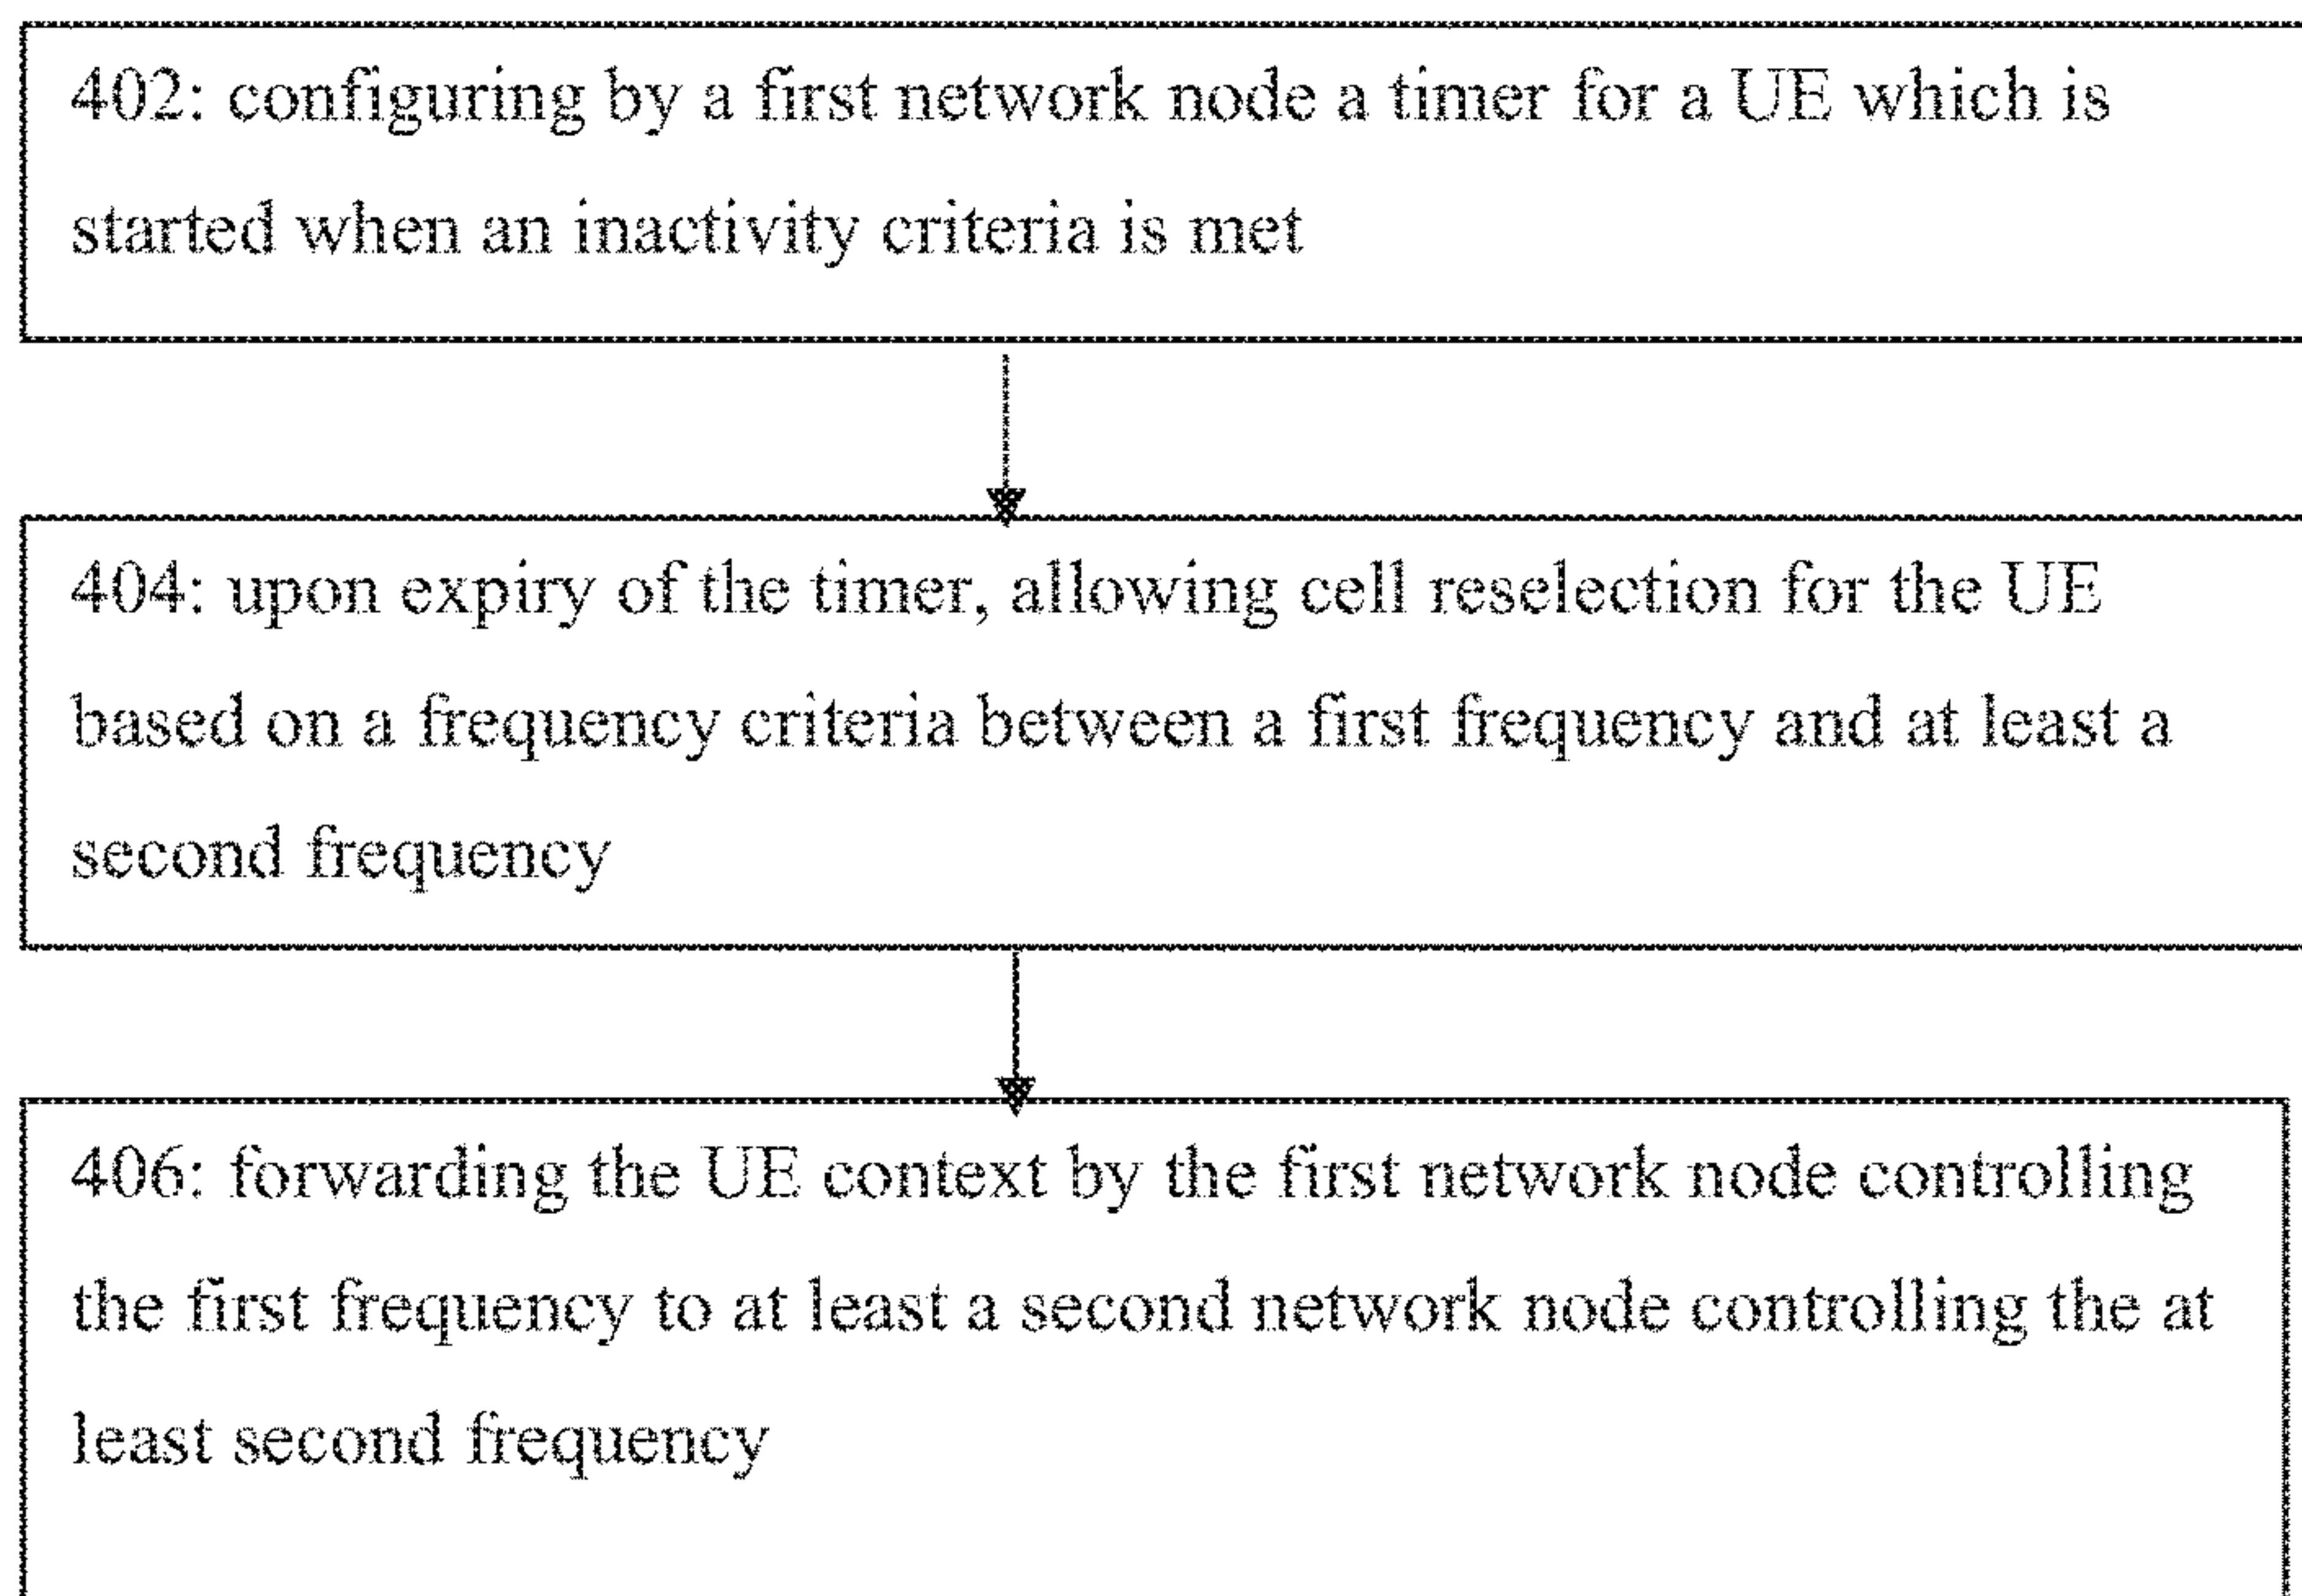 402: configuring by a first network node a timer for a UE which is
started when an inactivity criteria is met
404: upon expiry of the timer, allowing cell reselection for the UE
based on a frequency criteria between a first frequency and at least a
second frequency
406: forwarding the UE context by the first network node controlling
the first frequency to at least a second network node controlling the at
least second frequency